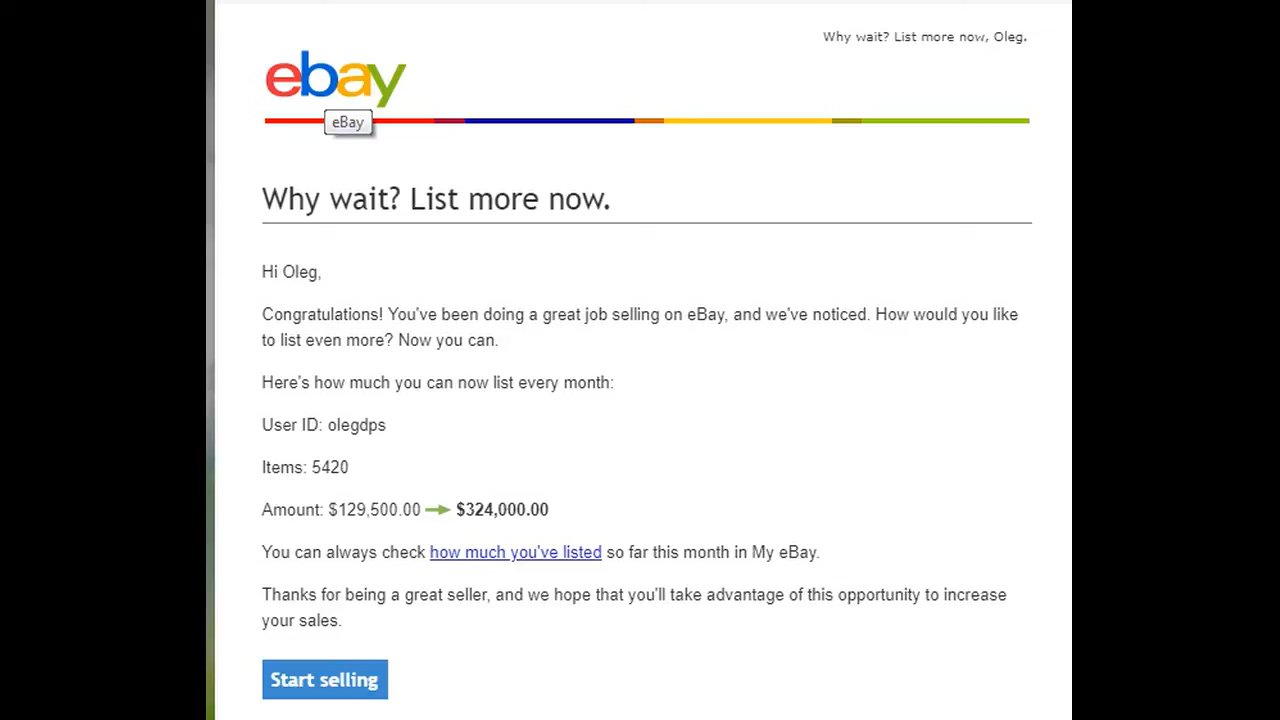 Why wait? List more now, Oleg.
ebay
eBay
Why wait? List more now.
Hi Oleg,
Congratulations! You've been doing a great job selling on eBay, and we've noticed. How would you like
to list even more? Now you can.
Here's how much you can now list every month:
User ID: olegdps
Items: 5420
Amount: $129,500.00 → $324,000.00
You can always check how much you've listed so far this month in My eBay.
Thanks for being a great seller, and we hope that you'll take advantage of this opportunity to increase
your sales.
Start selling